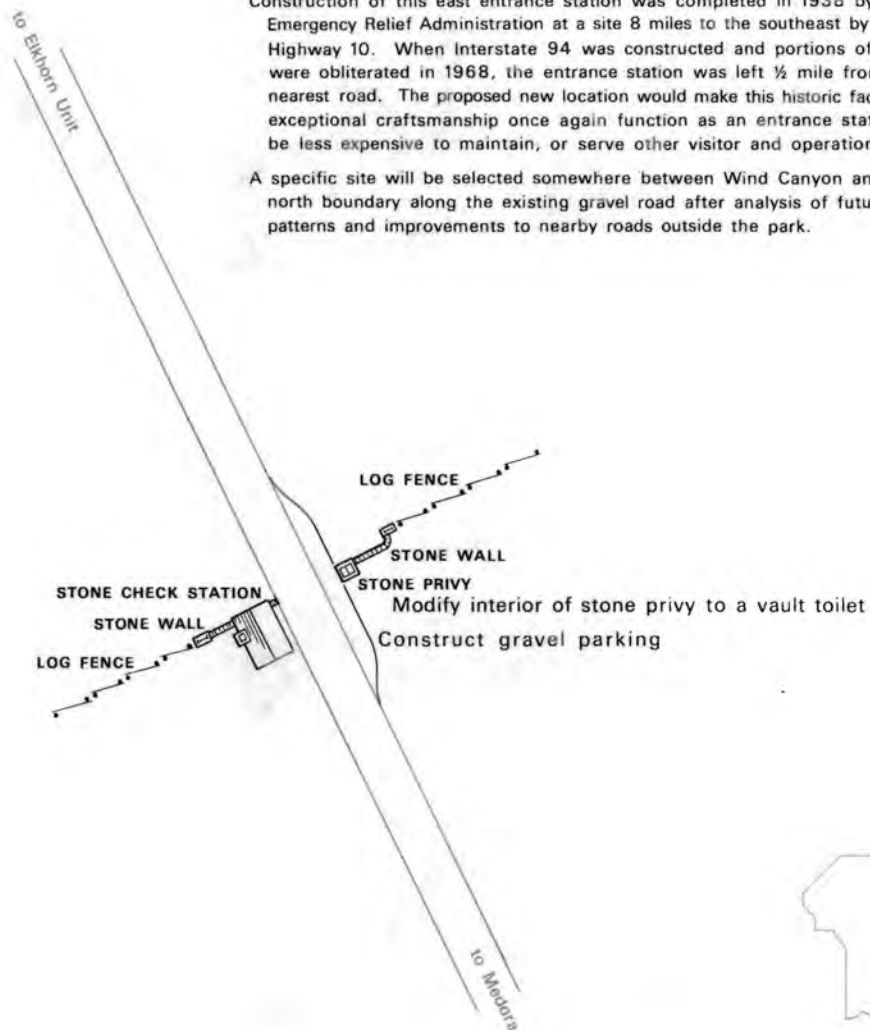 Construction of this east entrance station was completed in 1938 by
Emergency Relief Administration at a site 8 miles to the southeast by
Highway 10. When Interstate 94 was constructed and portions of
were obliterated in 1968, the entrance station was left ½ mile from
nearest road. The proposed new location would make this historic
exceptional craftsmanship once again function as an entrance
be less expensive to maintain, or serve other visitor and
A specific site will be selected somewhere between Wind Canyon
north boundary along the existing gravel road after analysis of
patterns and improvements to nearby roads outside the park.
to Elkhorn Unit
LOG FENCE
STONE WALL
STONE PRIVY
Modify interior of stone privy to a vault toilet
Construct gravel parking
STONE CHECK STATION
STONE WALL
LOG FENCE
to Medora